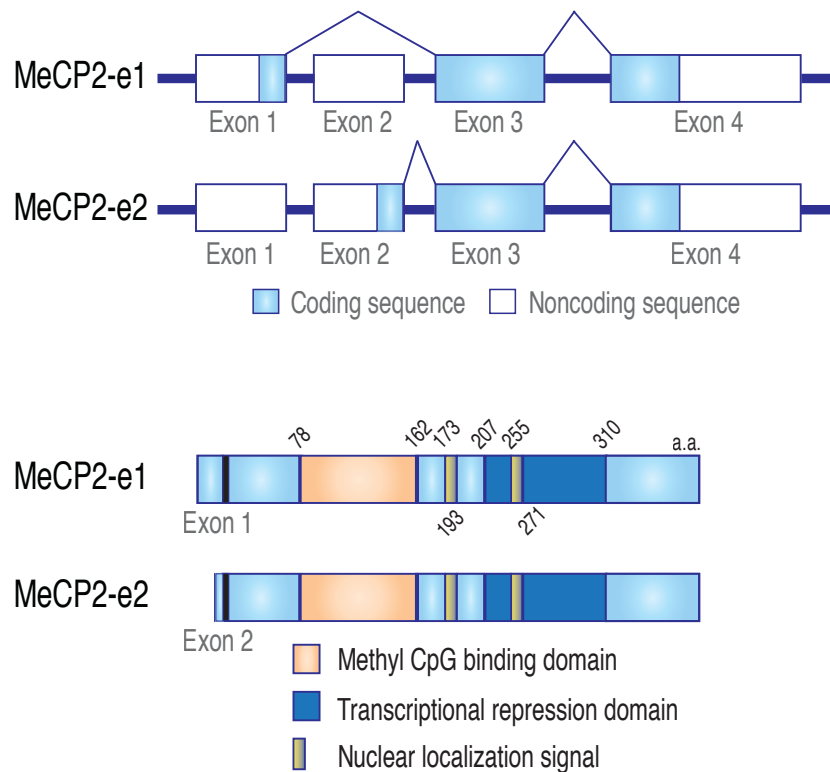 MeCP2-e1
Exon 1
Exon 2
Exon 3
Exon 4
MeCP2-e2
Exon 1
Exon 2
Exon 3
Exon 4
Coding sequence
Noncoding sequence
78
162
173
207
255
310
a.a.
MeCP2-e1
Exon 1
193
271
MeCP2-e2
Exon 2
Methyl CpG binding domain
Transcriptional repression domain
Nuclear localization signal